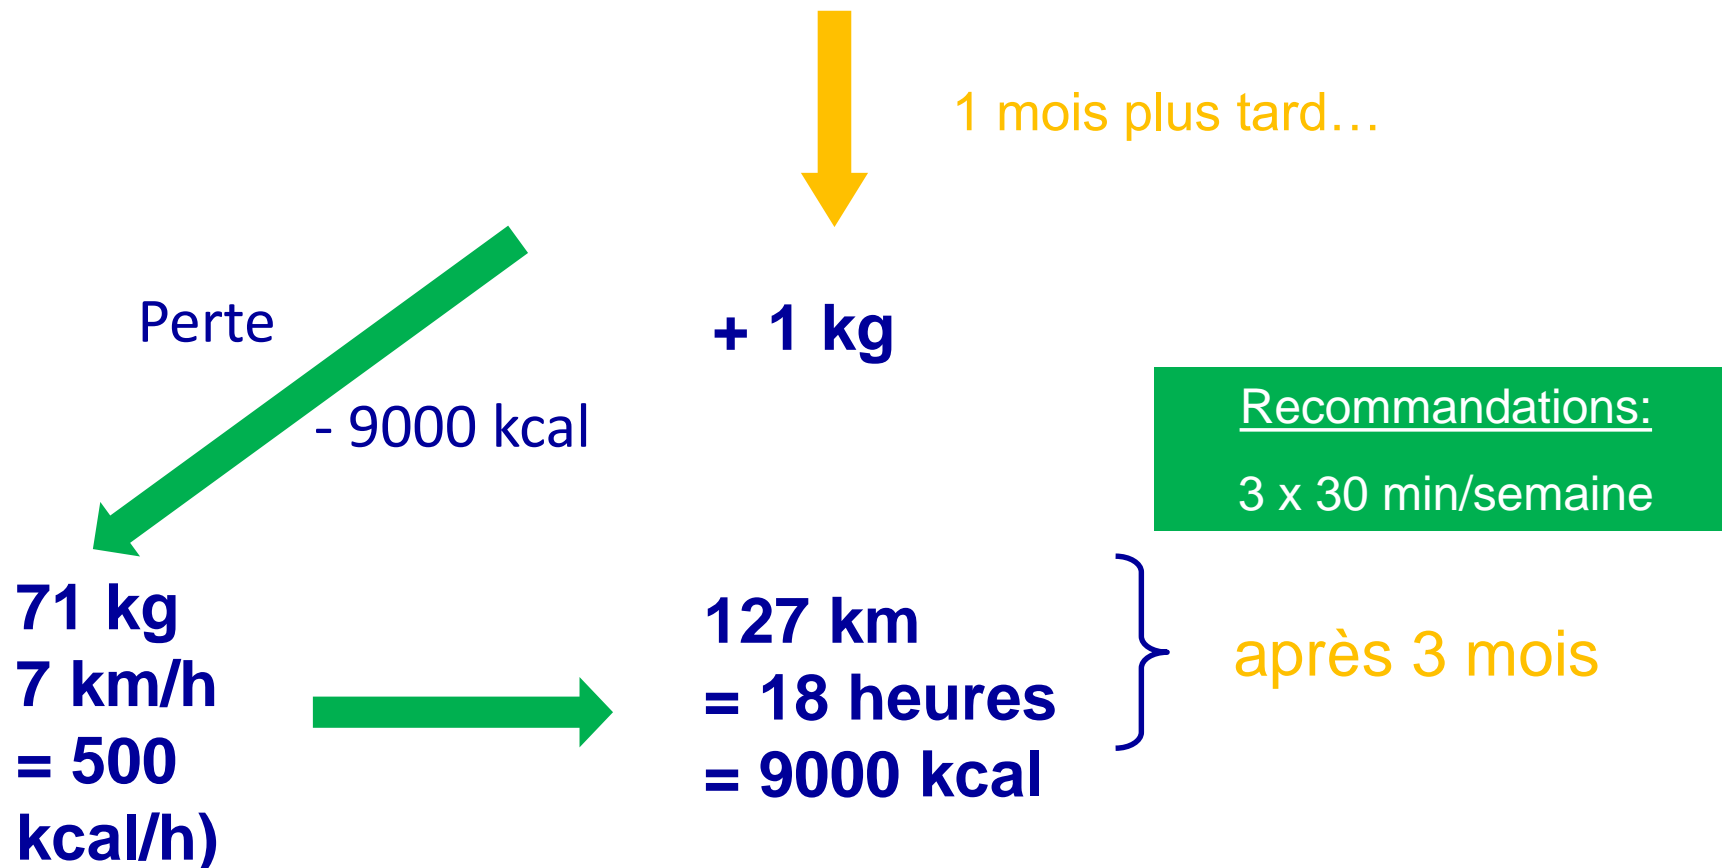 1 mois plus tard…
Perte
+ 1 kg
- 9000 kcal
Recommandations:
3 x 30 min/semaine
71 kg
7 km/h
= 500
kcal/h)
127 km
= 18 heures
= 9000 kcal
après 3 mois